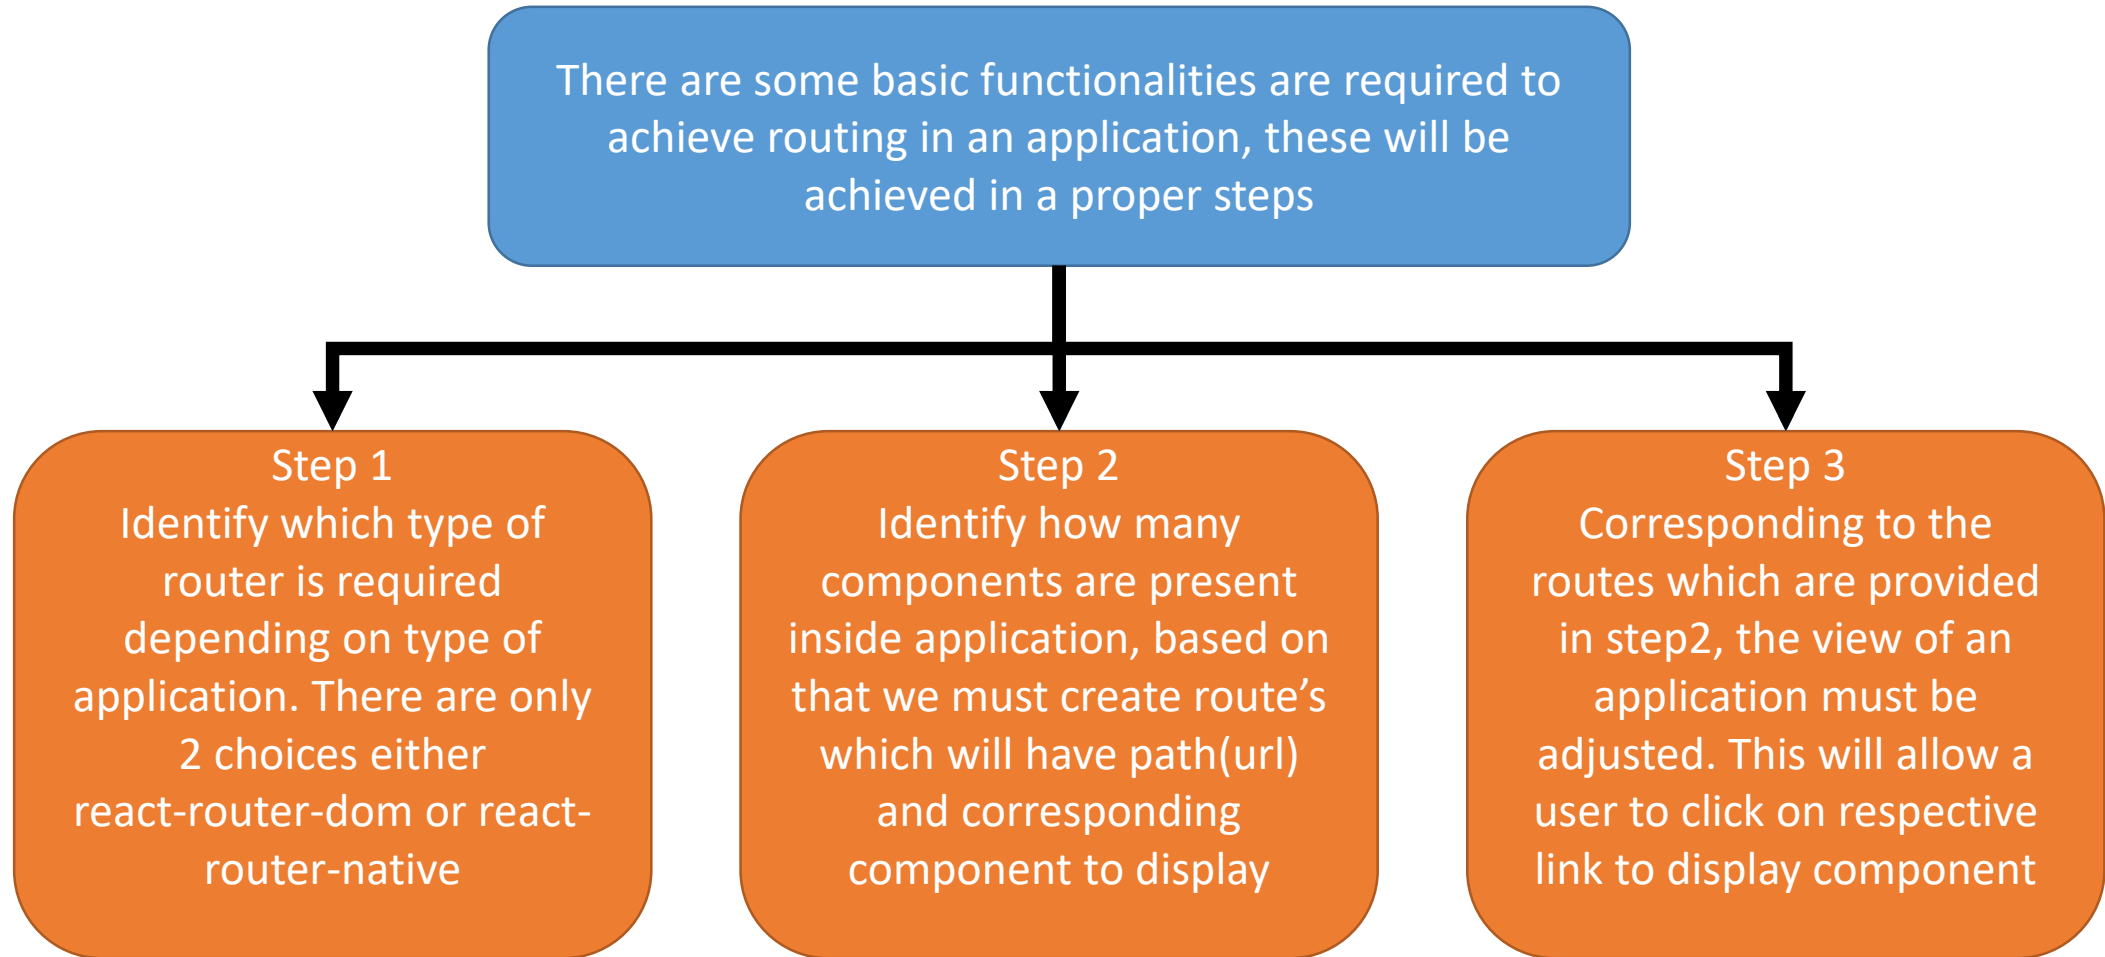 There are some basic functionalities are required to
achieve routing in an application, these will be
achieved in a proper steps
Step 1
Identify which type of
router is required
depending on type of
application. There are only
2 choices either
react-router-dom or react-
router-native
Step 2
Identify how many
components are present
inside application, based on
that we must create route’s
which will have path(url)
and corresponding
component to display
Step 3
Corresponding to the
routes which are provided
in step2, the view of an
application must be
adjusted. This will allow a
user to click on respective
link to display component